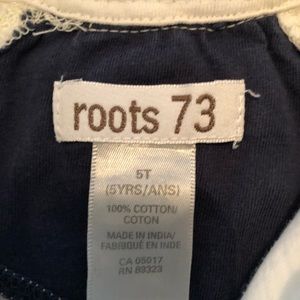 roots 73
5T
(5YRS/ANS)
100% COTTON/
COTON
MADE IN INDIA/
FABRIQUÉ EN INDE
CA 05017
RN 89323